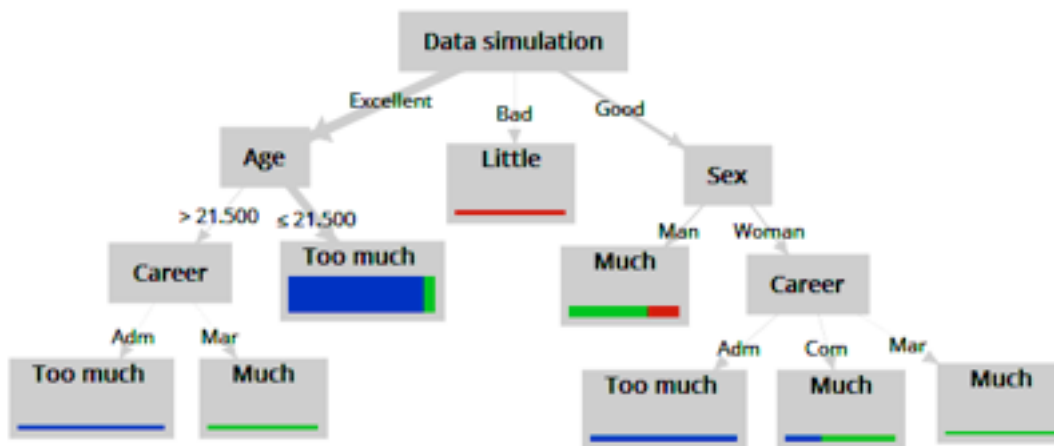 Data simulation
Excellent
Bad
Good
Age
Little
Sex
> 21.500
≤ 21.500
Man
Woman
Career
Too much
Much
Career
Adm
Mar
Adm
Com
Mar
Too much
Much
Too much
Much
Much